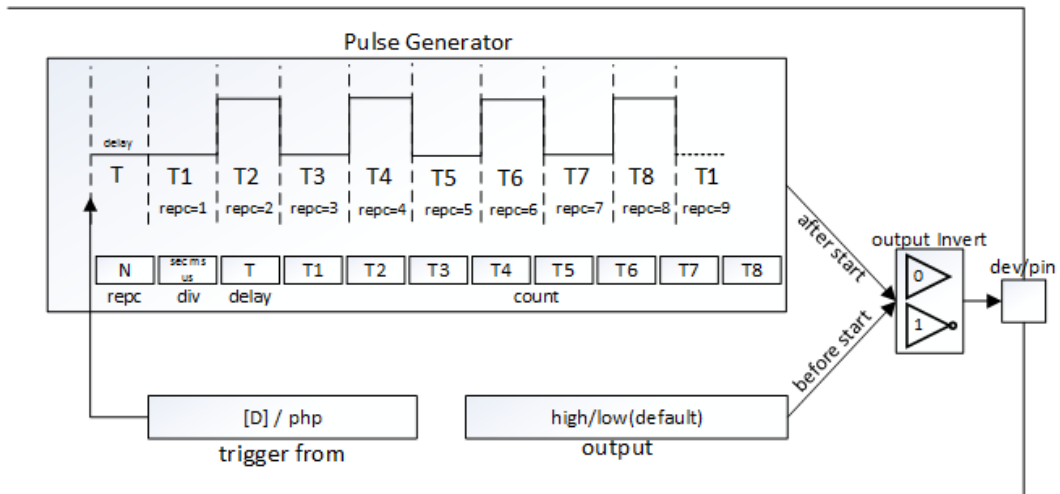 Pulse Generator
delay
T T1 T2 T3 T4 T5 T6 T7 T8 T1
repc=1 repc=2 repc=3 repc=4 repc=5 repc=6 repc=7 repc=8 repc=9
after start
output Invert
dev/pin
0
1
N sec ms us T T1 T2 T3 T4 T5 T6 T7 T8
repc div delay count
before start
[D] / php
trigger from
high/low(default)
output